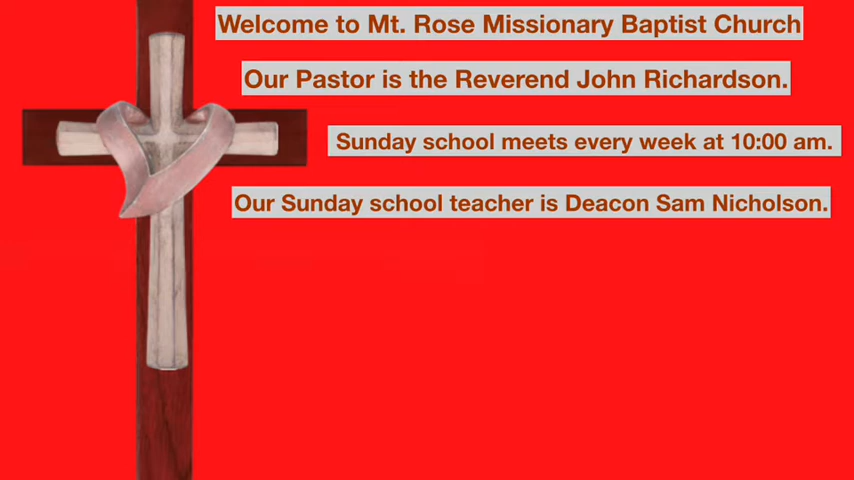 Welcome to Mt. Rose Missionary Baptist Church
Our Pastor is the Reverend John Richardson.
Sunday school meets every week at 10:00 am.
Our Sunday school teacher is Deacon Sam Nicholson.